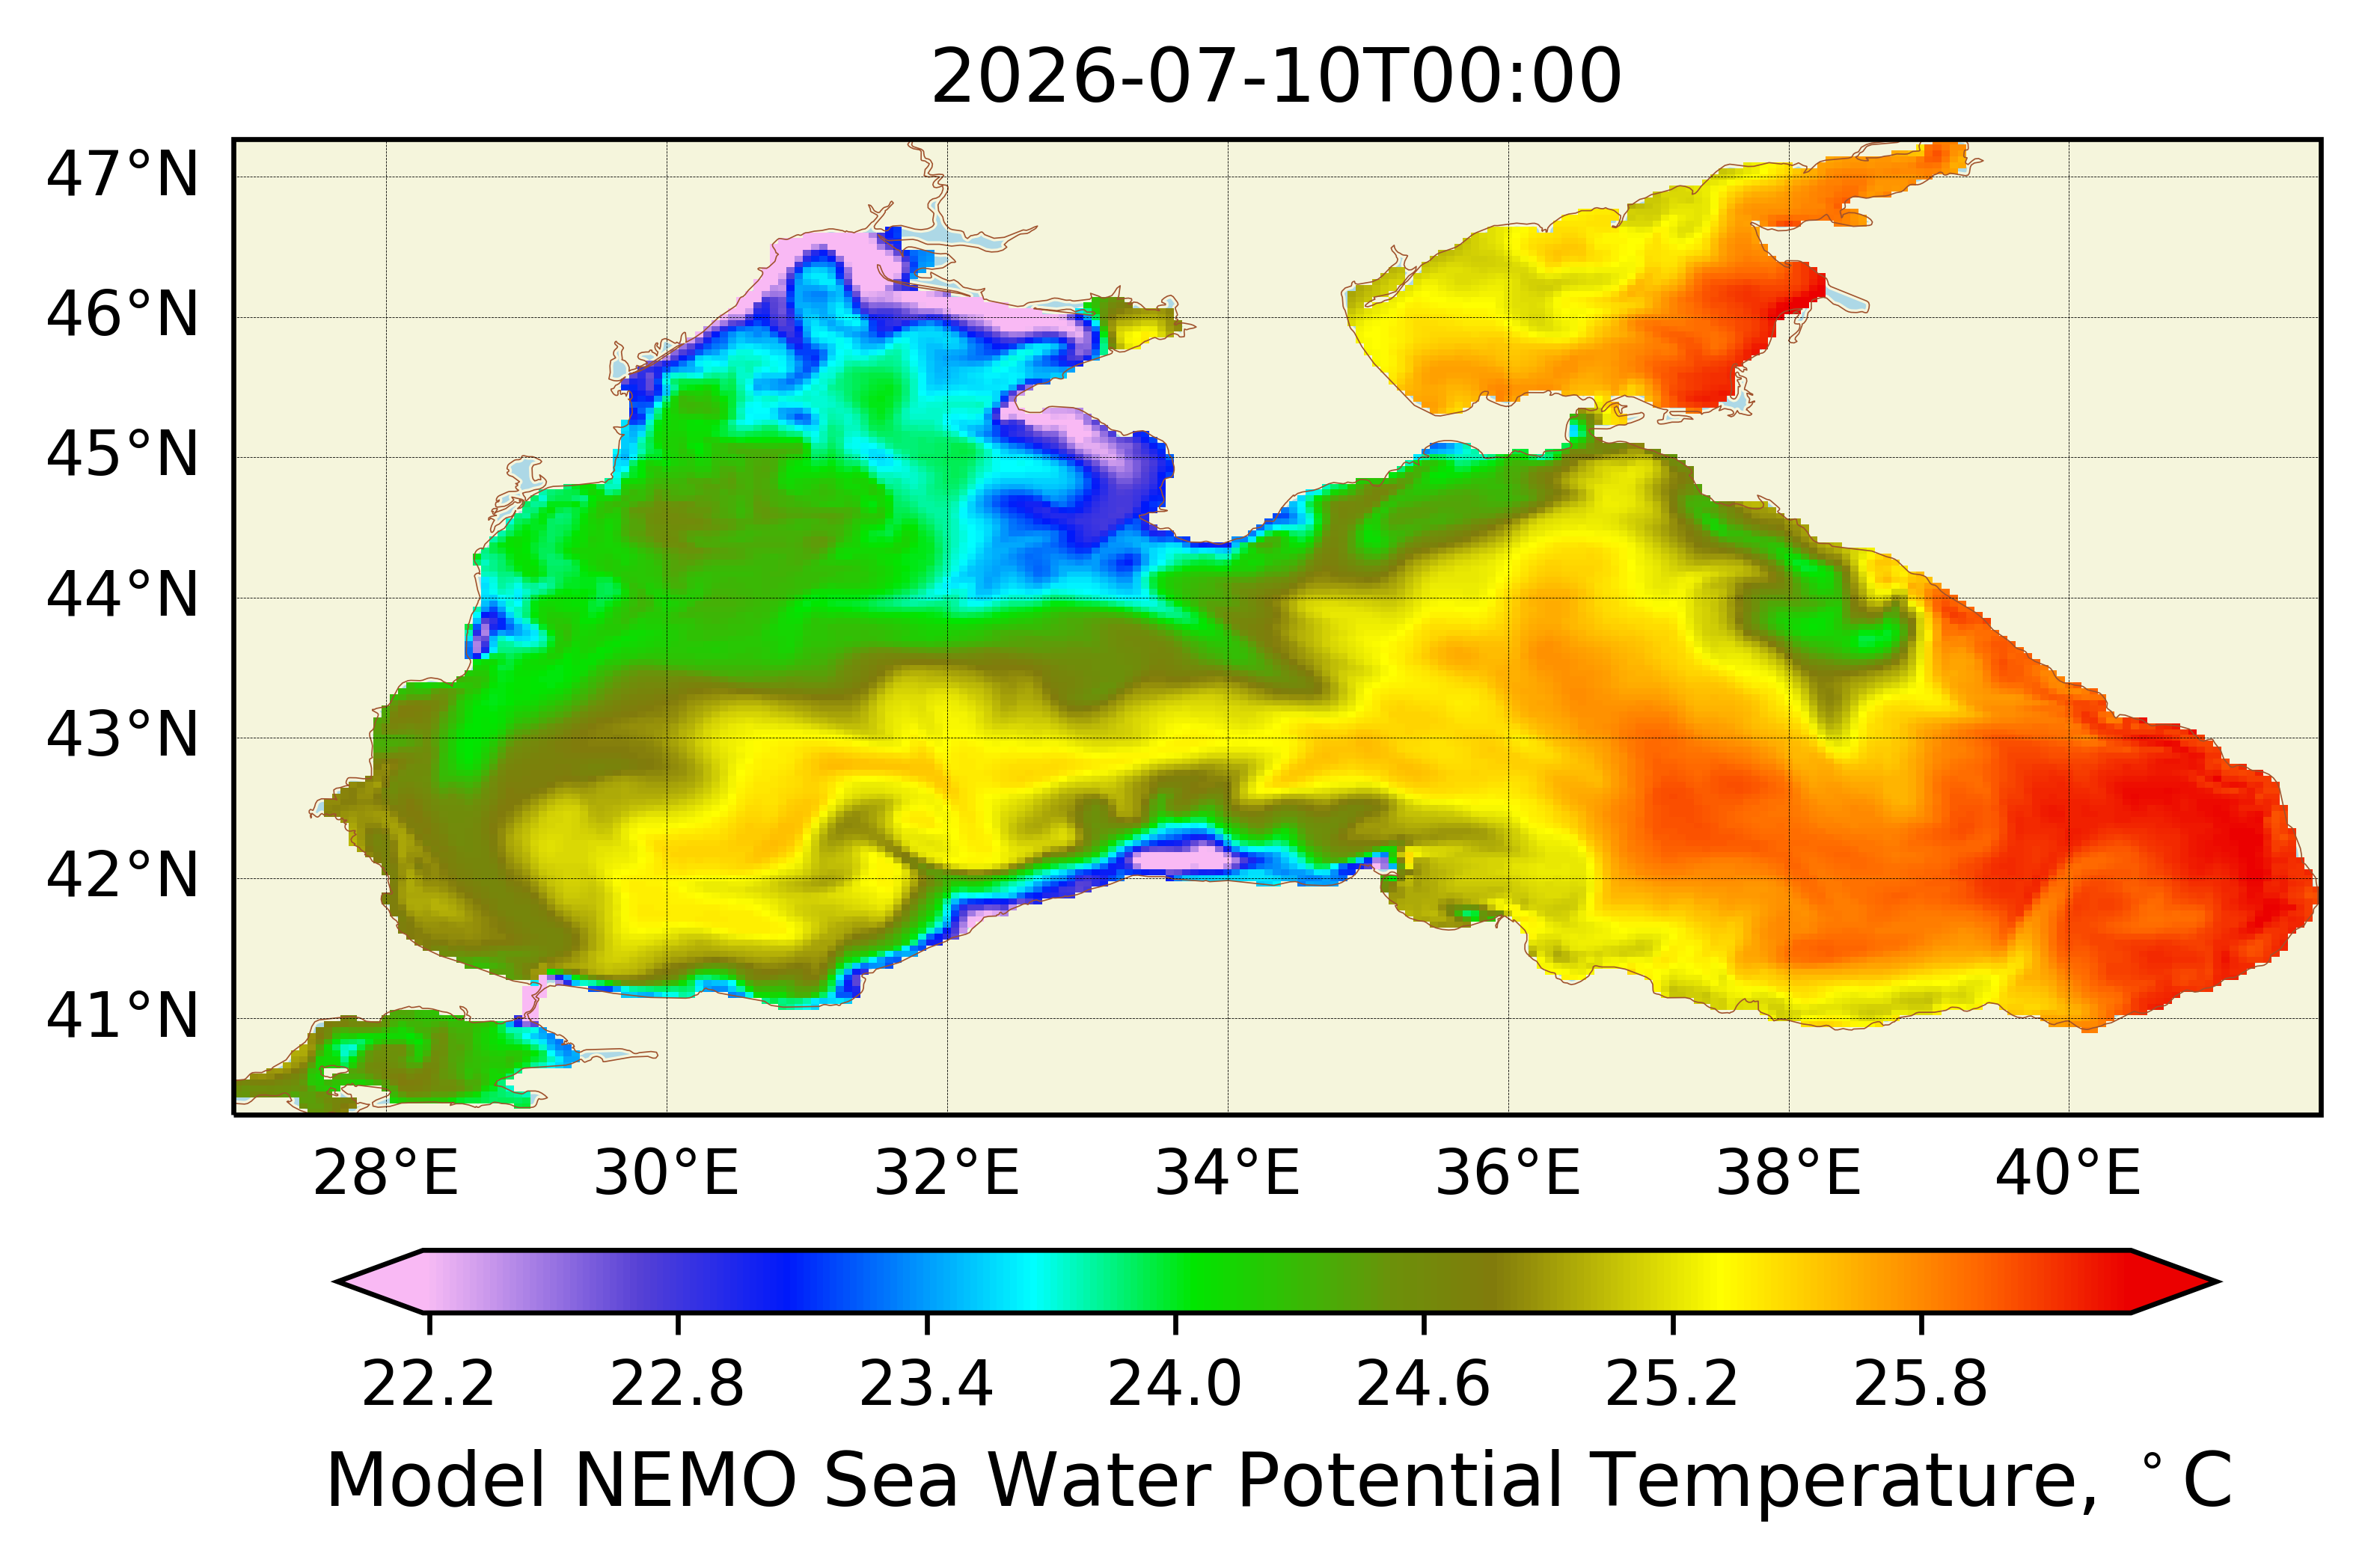 2026-07-10T00:00
47°N
46°N
45°N
44°N
43°N
42°N
41°N
28°E 30°E 32°E 34°E 36°E 38°E 40°E
22.2 22.8 23.4 24.0 24.6 25.2 25.8
Model NEMO Sea Water Potential Temperature, °C